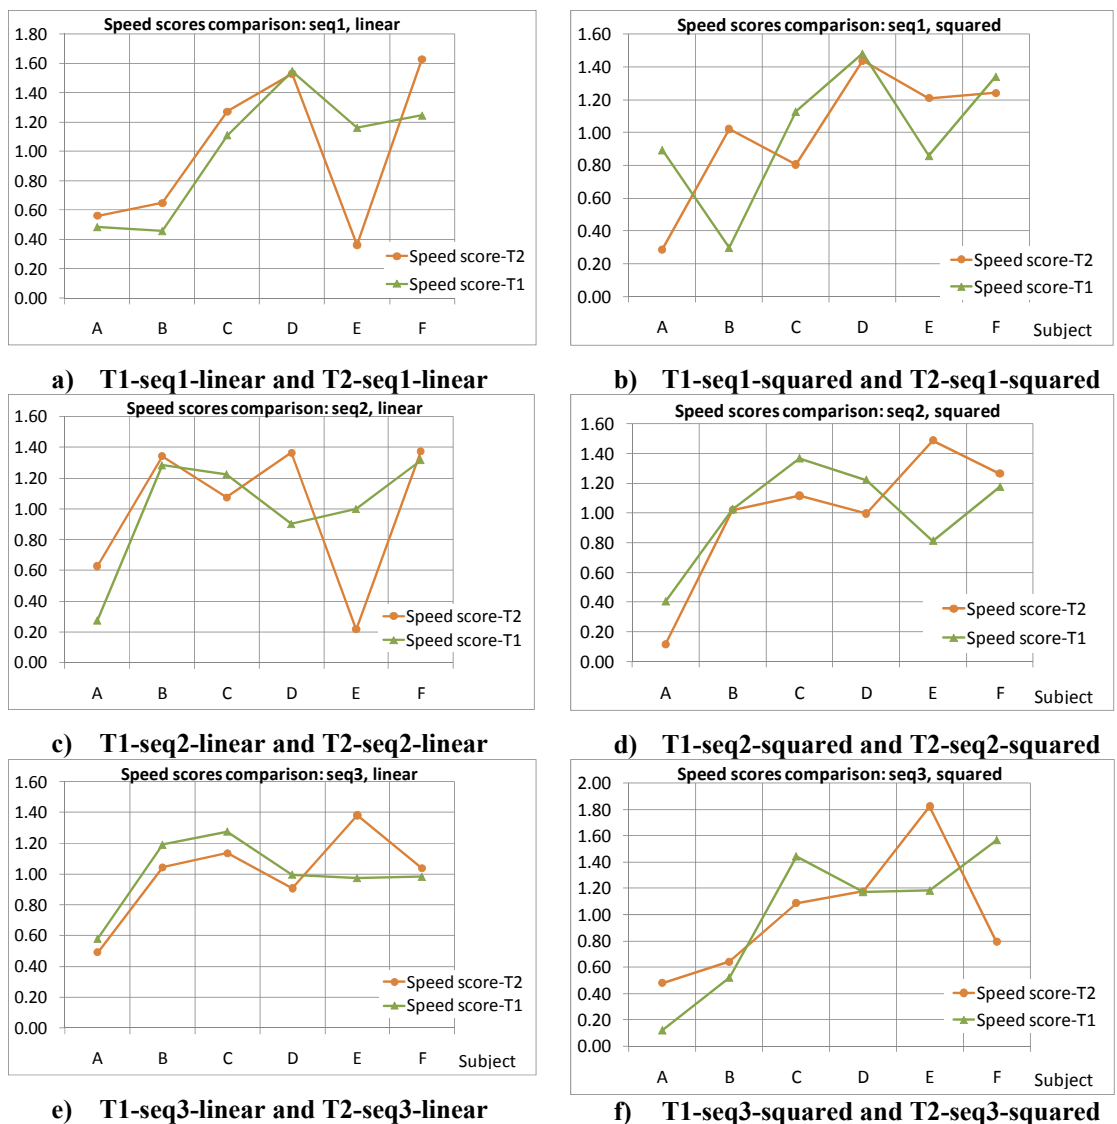 Speed scores comparison: seq1, linear
1.80
1.60
1.40
1.20
1.00
0.80
0.60
0.40
0.20
0.00
Speed score-T2
Speed score-T1
A B C D E F
a) T1-seq1-linear and T2-seq1-linear
Speed scores comparison: seq1, squared
1.60
1.40
1.20
1.00
0.80
0.60
0.40
0.20
0.00
Speed score-T2
Speed score-T1
A B C D E F Subject
b) T1-seq1-squared and T2-seq1-squared
Speed scores comparison: seq2, linear
1.60
1.40
1.20
1.00
0.80
0.60
0.40
0.20
0.00
Speed score-T2
Speed score-T1
A B C D E F Subject
c) T1-seq2-linear and T2-seq2-linear
Speed scores comparison: seq2, squared
1.60
1.40
1.20
1.00
0.80
0.60
0.40
0.20
0.00
Speed score-T2
Speed score-T1
A B C D E F Subject
d) T1-seq2-squared and T2-seq2-squared
Speed scores comparison: seq3, linear
1.60
1.40
1.20
1.00
0.80
0.60
0.40
0.20
0.00
Speed score-T2
Speed score-T1
A B C D E F Subject
e) T1-seq3-linear and T2-seq3-linear
Speed scores comparison: seq3, squared
2.00
1.80
1.60
1.40
1.20
1.00
0.80
0.60
0.40
0.20
0.00
Speed score-T2
Speed score-T1
A B C D E F Subject
f) T1-seq3-squared and T2-seq3-squared